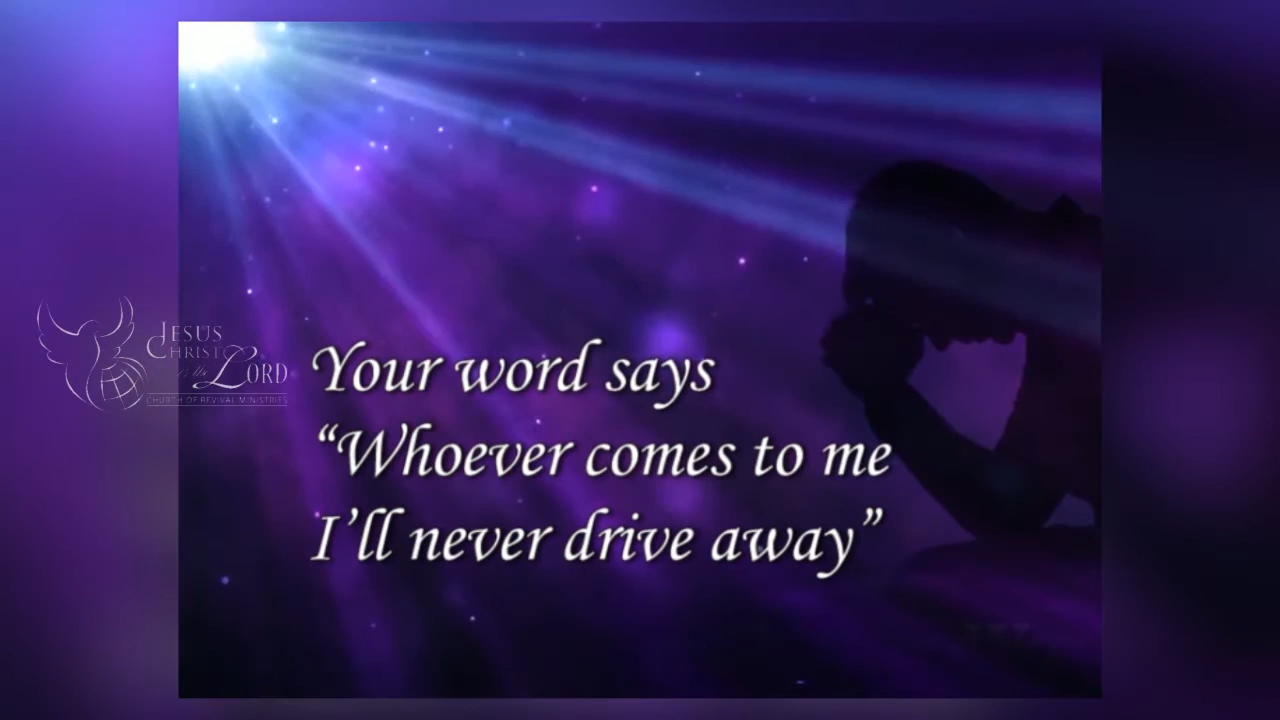 JESUS
CHRIST
is the LORD
CHURCH OF REVIVAL MINISTRIES
Your word says
“Whoever comes to me
I’ll never drive away”